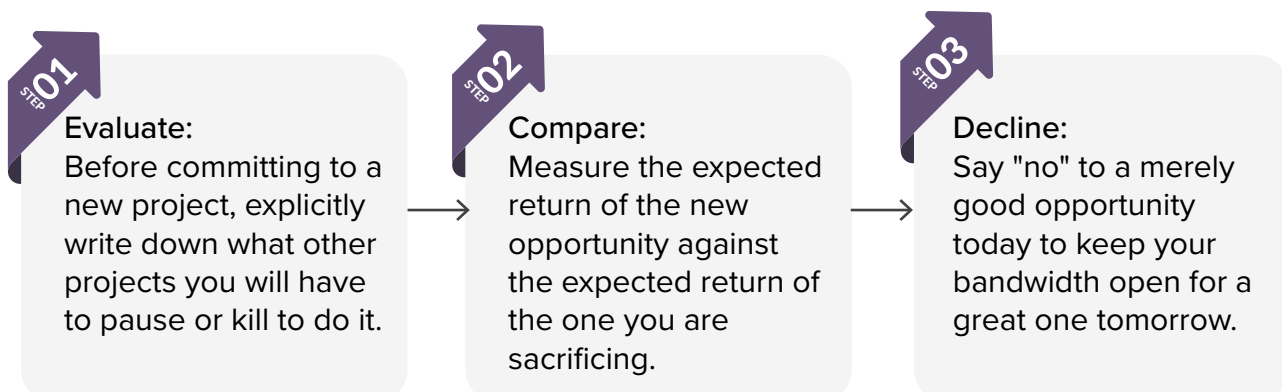 STEP 01
Evaluate:
Before committing to a
new project, explicitly
write down what other
projects you will have
to pause or kill to do it.
STEP 02
Compare:
Measure the expected
return of the new
opportunity against
the expected return of
the one you are
sacrificing.
STEP 03
Decline:
Say "no" to a merely
good opportunity
today to keep your
bandwidth open for a
great one tomorrow.